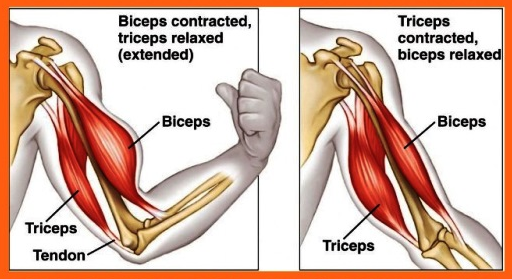 Biceps contracted,
triceps relaxed
(extended)
Biceps
Triceps
Tendon
Triceps
contracted,
biceps relaxed
Biceps
Triceps